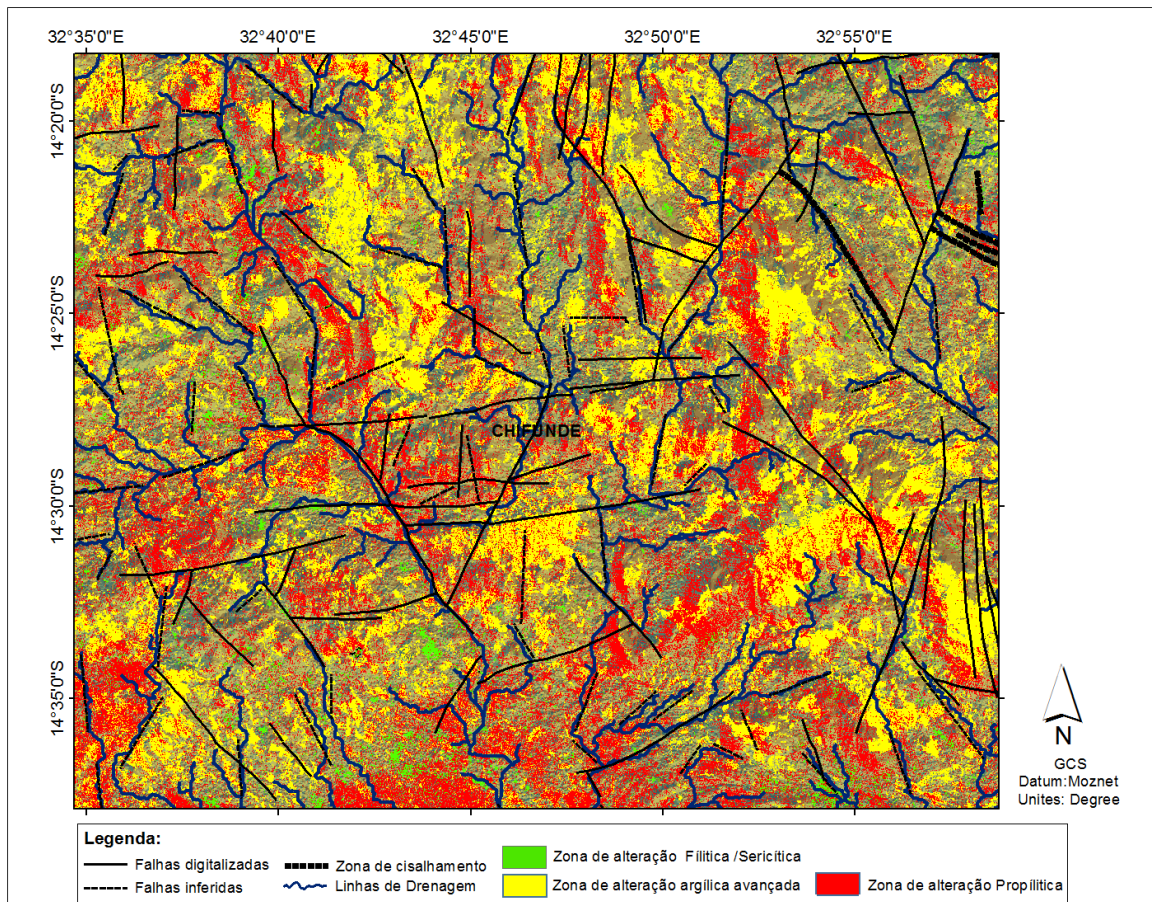 32°35'0"E 32°40'0"E 32°45'0"E 32°50'0"E 32°55'0"E
14°20'0"S
14°25'0"S
14°30'0"S
14°35'0"S
CHIFUNDE
N
GCS
Datum:Moznet
Unites: Degree
Legenda:
Falhas digitalizadas
Falhas inferidas
Zona de cisalhamento
Linhas de Drenagem
Zona de alteração Fílitica /Sericítica
Zona de alteração argílica avançada
Zona de alteração Propílitica